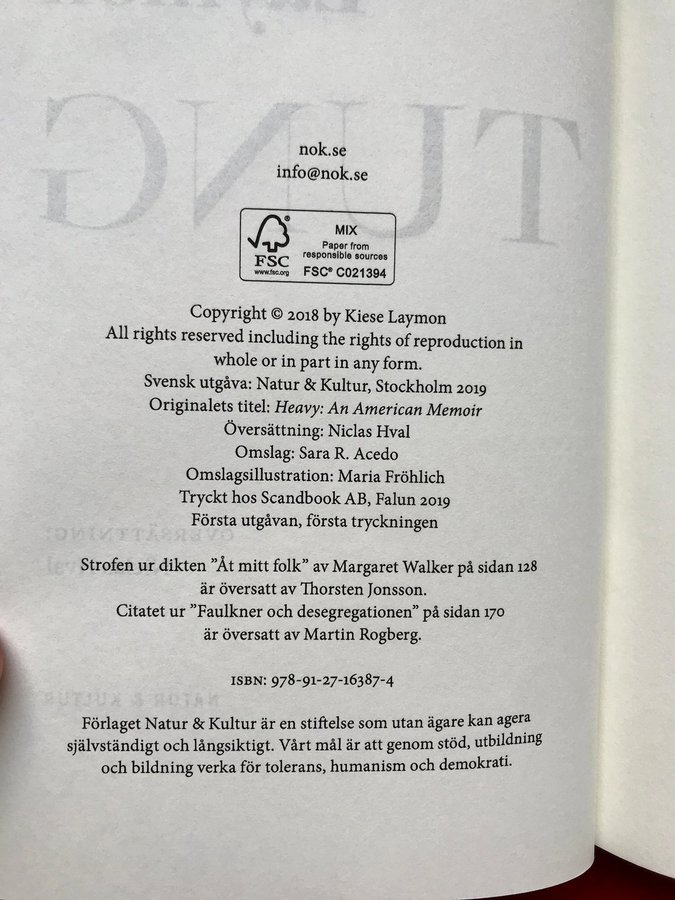 Laymon
TUNG
nok.se
info@nok.se
FSC®
www.fsc.org
MIX
Paper from
responsible sources
FSC® C021394
Copyright © 2018 by Kiese Laymon
All rights reserved including the rights of reproduction in
whole or in part in any form.
Svensk utgåva: Natur & Kultur, Stockholm 2019
Originalets titel: Heavy: An American Memoir
Översättning: Niclas Hval
Omslag: Sara R. Acedo
Omslagsillustration: Maria Fröhlich
Tryckt hos Scandbook AB, Falun 2019
Första utgåvan, första tryckningen
ÖVERSÄTTNING:
Strofen ur dikten ”Åt mitt folk” av Margaret Walker på sidan 128
är översatt av Thorsten Jonsson.
Citatet ur ”Faulkner och desegregationen” på sidan 170
är översatt av Martin Rogberg.
ISBN: 978-91-27-16387-4
NATUR & KULTUR
Förlaget Natur & Kultur är en stiftelse som utan ägare kan agera
självständigt och långsiktigt. Vårt mål är att genom stöd, utbildning
och bildning verka för tolerans, humanism och demokrati.